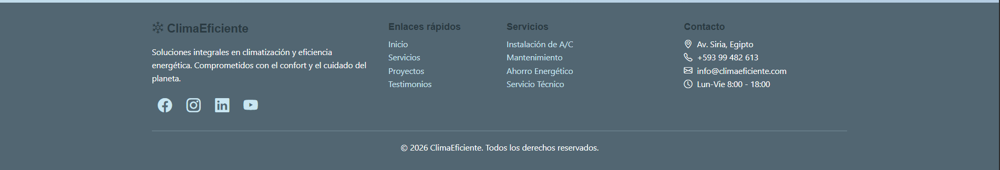 ClimaEficiente
Soluciones integrales en climatización y eficiencia
energética. Comprometidos con el confort y el cuidado del
planeta.
Enlaces rápidos
Inicio
Servicios
Proyectos
Testimonios
Servicios
Instalación de A/C
Mantenimiento
Ahorro Energético
Servicio Técnico
Contacto
Av. Siria, Egipto
+593 99 482 613
info@climaeficiente.com
Lun-Vie 8:00 - 18:00
© 2026 ClimaEficiente. Todos los derechos reservados.